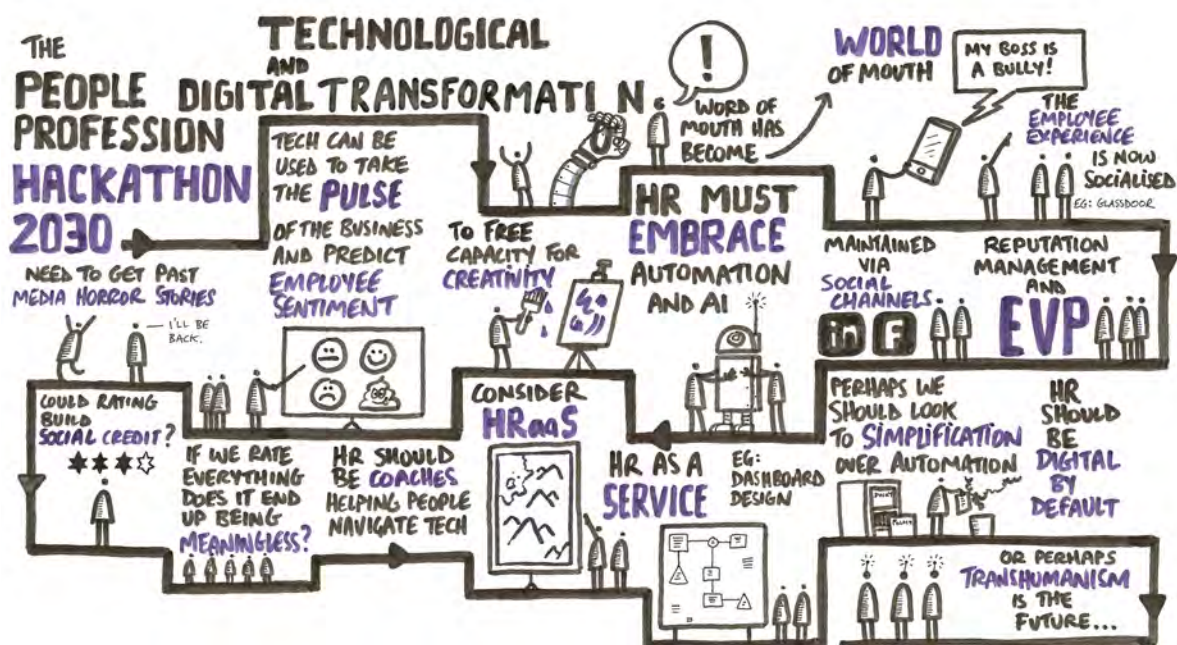 THE
PEOPLE
PROFESSION
HACKATHON
2030
TECHNOLOGICAL
AND
DIGITAL TRANSFORMATI N
TECH CAN BE
USED TO TAKE
THE PULSE
OF THE BUSINESS
AND PREDICT
EMPLOYEE
SENTIMENT
TO FREE
CAPACITY FOR
CREATIVITY
!
WORD OF
MOUTH HAS
BECOME
WORLD
OF MOUTH
MY BOSS IS
A BULLY!
THE
EMPLOYEE
EXPERIENCE
IS NOW
SOCIALISED
EG: GLASSDOOR
HR MUST
EMBRACE
AUTOMATION
AND AI
MAINTAINED
VIA
SOCIAL
CHANNELS
in F
REPUTATION
MANAGEMENT
AND
EVP
NEED TO GET PAST
MEDIA HORROR STORIES
I'LL BE
BACK.
COULD RATING
BUILD
SOCIAL CREDIT?
IF WE RATE
EVERYTHING
DOES IT END
UP BEING
MEANINGLESS?
HR SHOULD
BE COACHES
HELPING PEOPLE
NAVIGATE TECH
CONSIDER
HRaaS
HR AS A
SERVICE
EG:
DASHBOARD
DESIGN
PERHAPS WE
SHOULD LOOK
TO SIMPLIFICATION
OVER AUTOMATION
HR
SHOULD
BE
DIGITAL
BY
DEFAULT
OR PERHAPS
TRANSHUMANISM
IS THE
FUTURE...